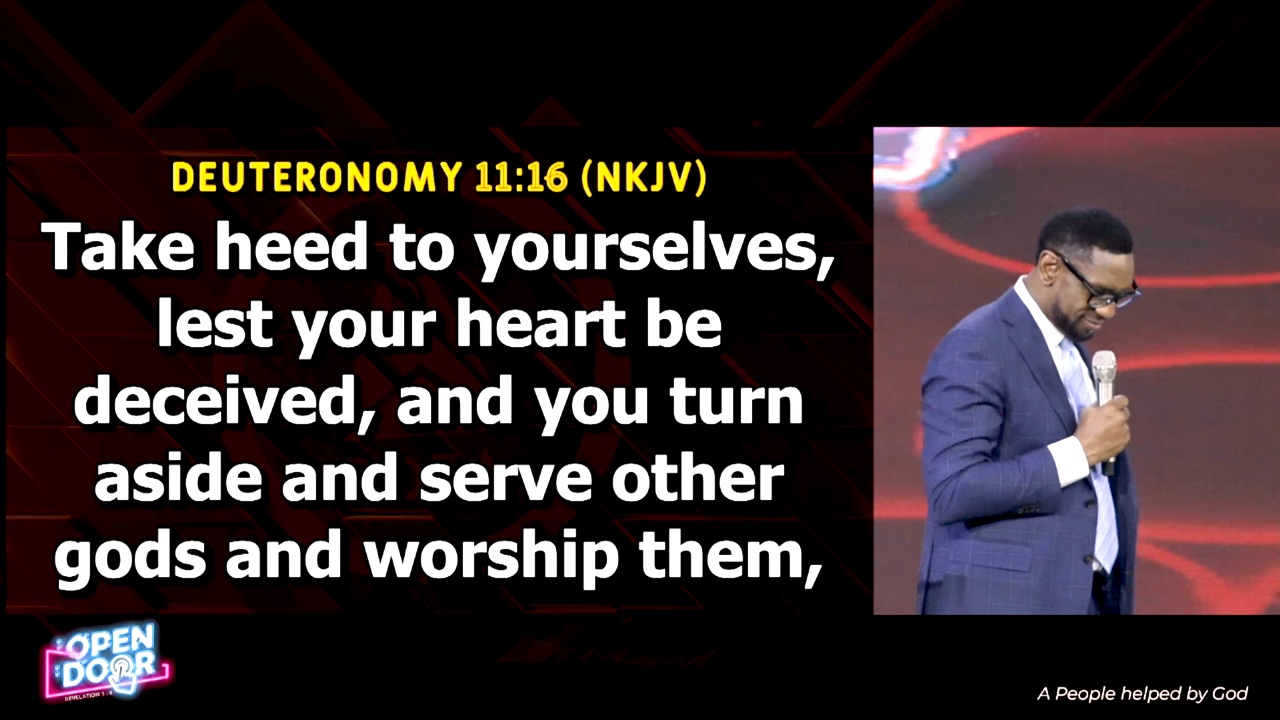 DEUTERONOMY 11:16 (NKJV)
Take heed to yourselves,
lest your heart be
deceived, and you turn
aside and serve other
gods and worship them,
OPEN
DOOR
A People helped by God